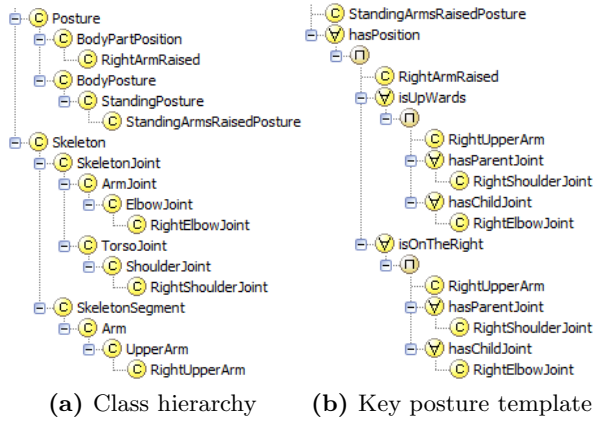 C Posture
C BodyPartPosition
C RightArmRaised
C BodyPosture
C StandingPosture
C StandingArmsRaisedPosture
C Skeleton
C SkeletonJoint
C ArmJoint
C ElbowJoint
C RightElbowJoint
C TorsoJoint
C ShoulderJoint
C RightShoulderJoint
C SkeletonSegment
C Arm
C UpperArm
C RightUpperArm
(a) Class hierarchy
C StandingArmsRaisedPosture
∀ hasPosition
⊓
C RightArmRaised
∀ isUpWards
⊓
C RightUpperArm
∀ hasParentJoint
C RightShoulderJoint
∀ hasChildJoint
C RightElbowJoint
∀ isOnTheRight
⊓
C RightUpperArm
∀ hasParentJoint
C RightShoulderJoint
∀ hasChildJoint
C RightElbowJoint
(b) Key posture template